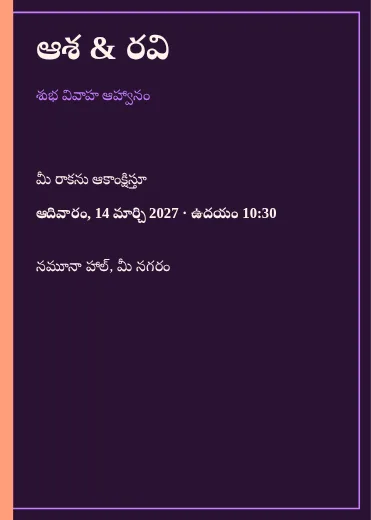 ఆశ & రవి
శుభ వివాహ ఆహ్వానం
మీ రాకను ఆకాంక్షిస్తూ
ఆదివారం, 14 మార్చి 2027 · ఉదయం 10:30
నమూనా హాల్, మీ నగరం